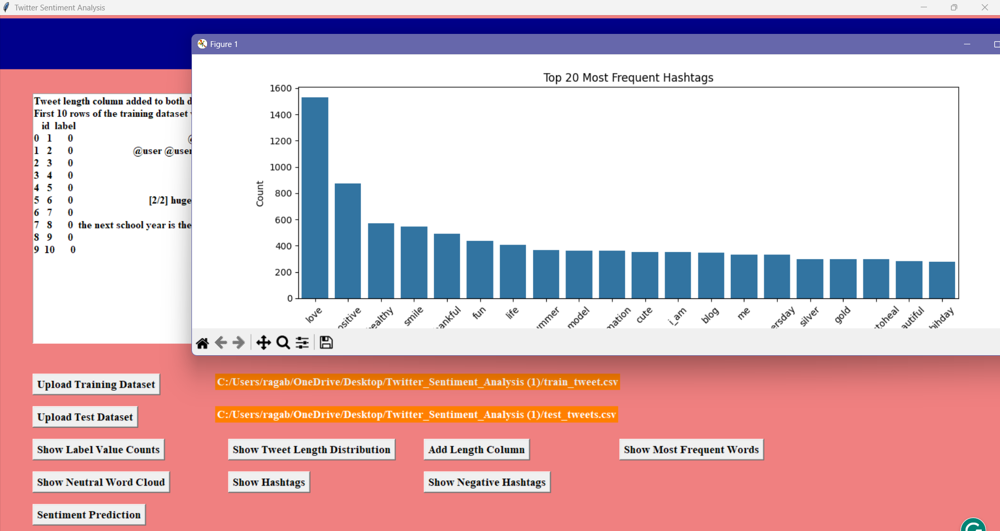 Twitter Sentiment Analysis
Figure 1
Tweet length column added to both d
First 10 rows of the training dataset
id label
0 1 0
1 2 0 @user @user
2 3 0
3 4 0
4 5 0
5 6 0 [2/2] huge
6 7 0
7 8 0 the next school year is the
8 9 0
9 10 0
Top 20 Most Frequent Hashtags
Count
1600
1400
1200
1000
800
600
400
200
0
love
ositive
ealthy
smile
ankful
fun
life
mmer
model
mation
cute
i_am
blog
me
ersday
silver
gold
toheal
autiful
bihday
Upload Training Dataset
C:/Users/ragab/OneDrive/Desktop/Twitter_Sentiment_Analysis (1)/train_tweet.csv
Upload Test Dataset
C:/Users/ragab/OneDrive/Desktop/Twitter_Sentiment_Analysis (1)/test_tweets.csv
Show Label Value Counts
Show Tweet Length Distribution
Add Length Column
Show Most Frequent Words
Show Neutral Word Cloud
Show Hashtags
Show Negative Hashtags
Sentiment Prediction